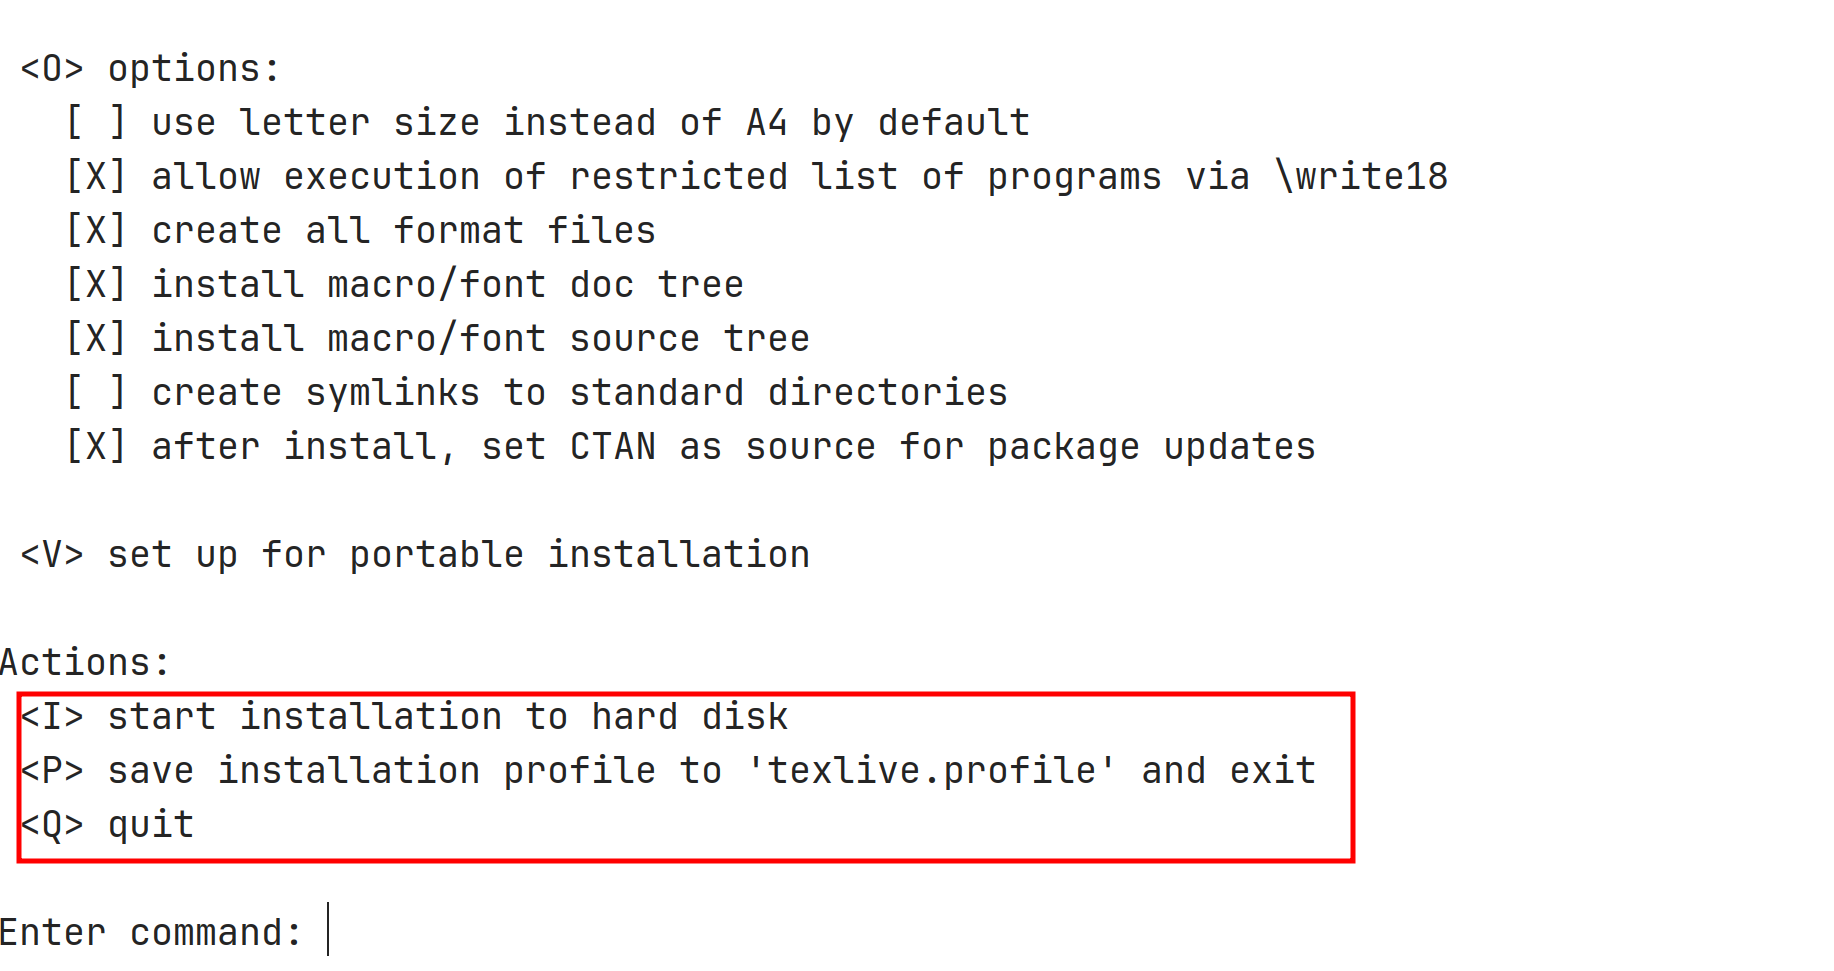 <O> options:
[ ] use letter size instead of A4 by default
[X] allow execution of restricted list of programs via \write18
[X] create all format files
[X] install macro/font doc tree
[X] install macro/font source tree
[ ] create symlinks to standard directories
[X] after install, set CTAN as source for package updates
<V> set up for portable installation
Actions:
<I> start installation to hard disk
<P> save installation profile to 'texlive.profile' and exit
<Q> quit
Enter command: